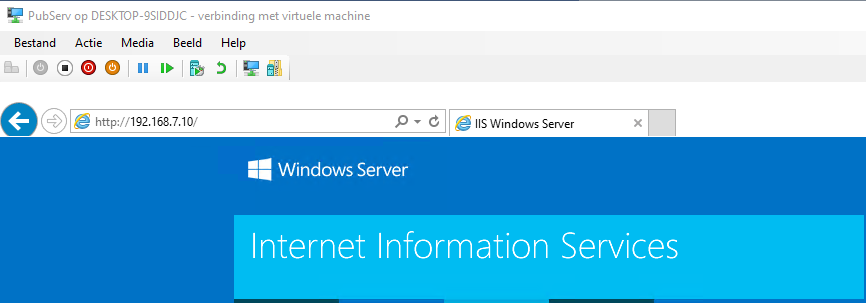 PubServ op DESKTOP-9SIDDJC - verbinding met virtuele machine
Bestand Actie Media Beeld Help
http://192.168.7.10/ IIS Windows Server
Windows Server
Internet Information Services